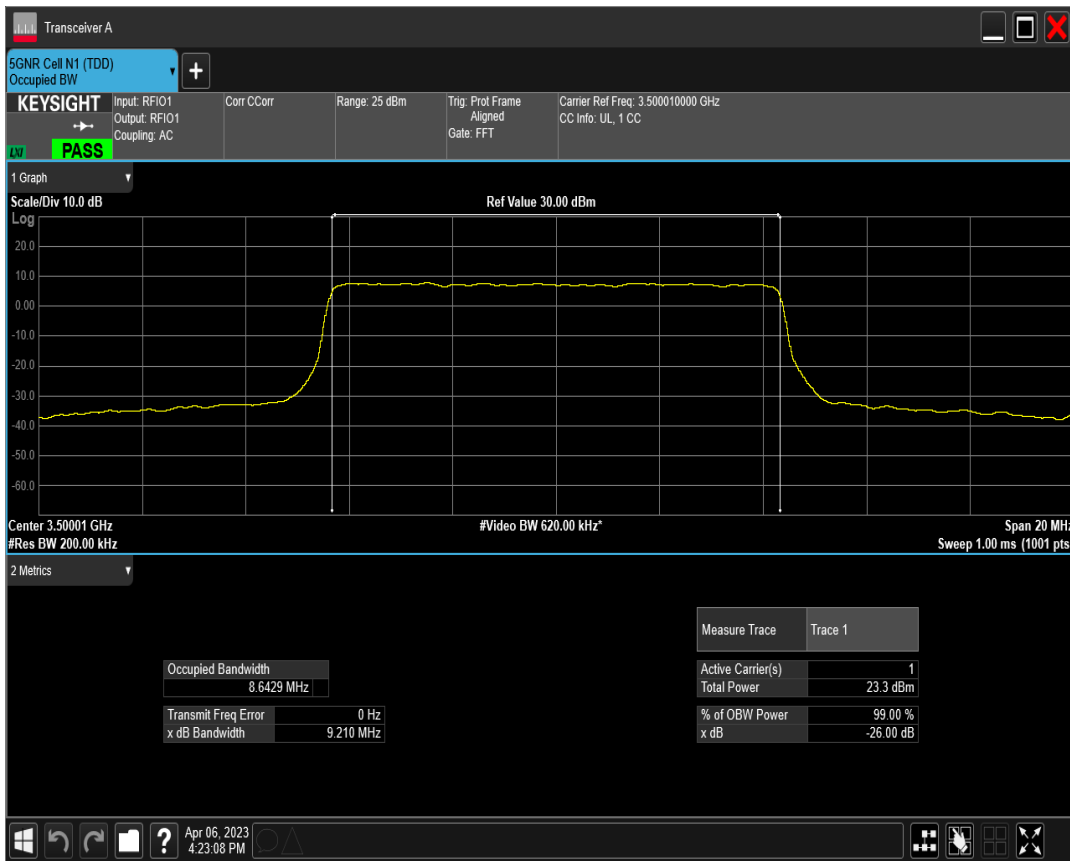 Transceiver A
5GNR Cell N1 (TDD)
Occupied BW
KEYSIGHT
LXI
PASS
Input: RFIO1
Output: RFIO1
Coupling: AC
Corr CCorr
Range: 25 dBm
Trig: Prot Frame
Aligned
Gate: FFT
Carrier Ref Freq: 3.500010000 GHz
CC Info: UL, 1 CC
1 Graph
Scale/Div 10.0 dB
Ref Value 30.00 dBm
Log
20.0
10.0
0.00
-10.0
-20.0
-30.0
-40.0
-50.0
-60.0
Center 3.50001 GHz
#Video BW 620.00 kHz*
Span 20 MHz
#Res BW 200.00 kHz
Sweep 1.00 ms (1001 pts
2 Metrics
Measure Trace Trace 1
Occupied Bandwidth
8.6429 MHz
Active Carrier(s) 1
Total Power 23.3 dBm
Transmit Freq Error 0 Hz
x dB Bandwidth 9.210 MHz
% of OBW Power 99.00 %
x dB -26.00 dB
?
Apr 06, 2023
4:23:08 PM